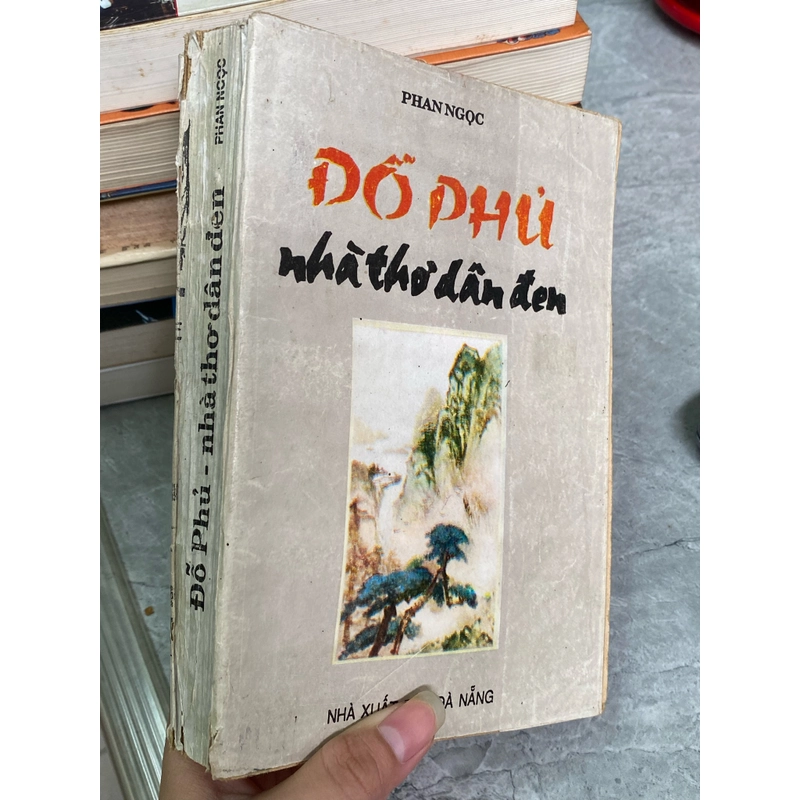 PHAN NGỌC
ĐỖ PHỦ
nhà thơ dân đen
NHÀ XUẤT ĐÀ NẴNG
Đỗ Phủ - nhà thơ dân đen PHAN NGỌC